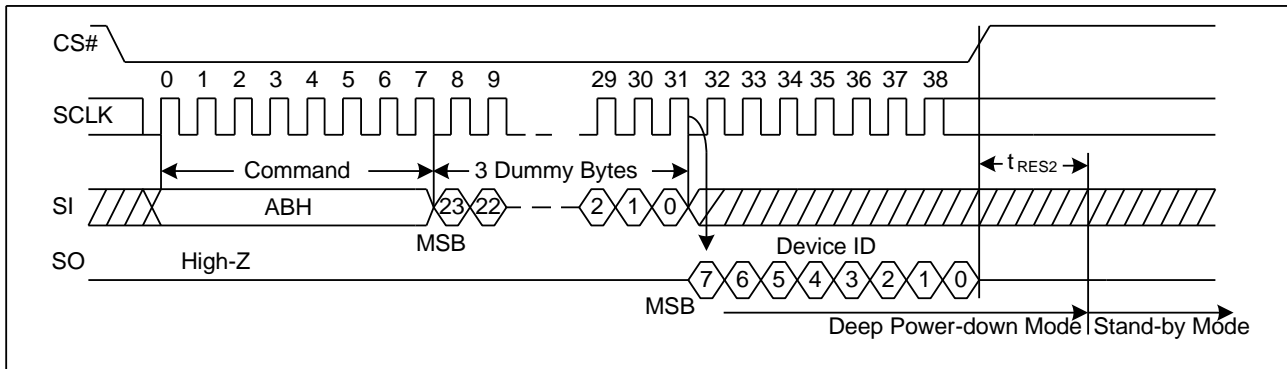 CS#
0 1 2 3 4 5 6 7 8 9 29 30 31 32 33 34 35 36 37 38
SCLK
Command 3 Dummy Bytes tRES2
SI ABH 23 22 2 1 0
MSB
Device ID
SO High-Z 7 6 5 4 3 2 1 0
MSB
Deep Power-down Mode Stand-by Mode